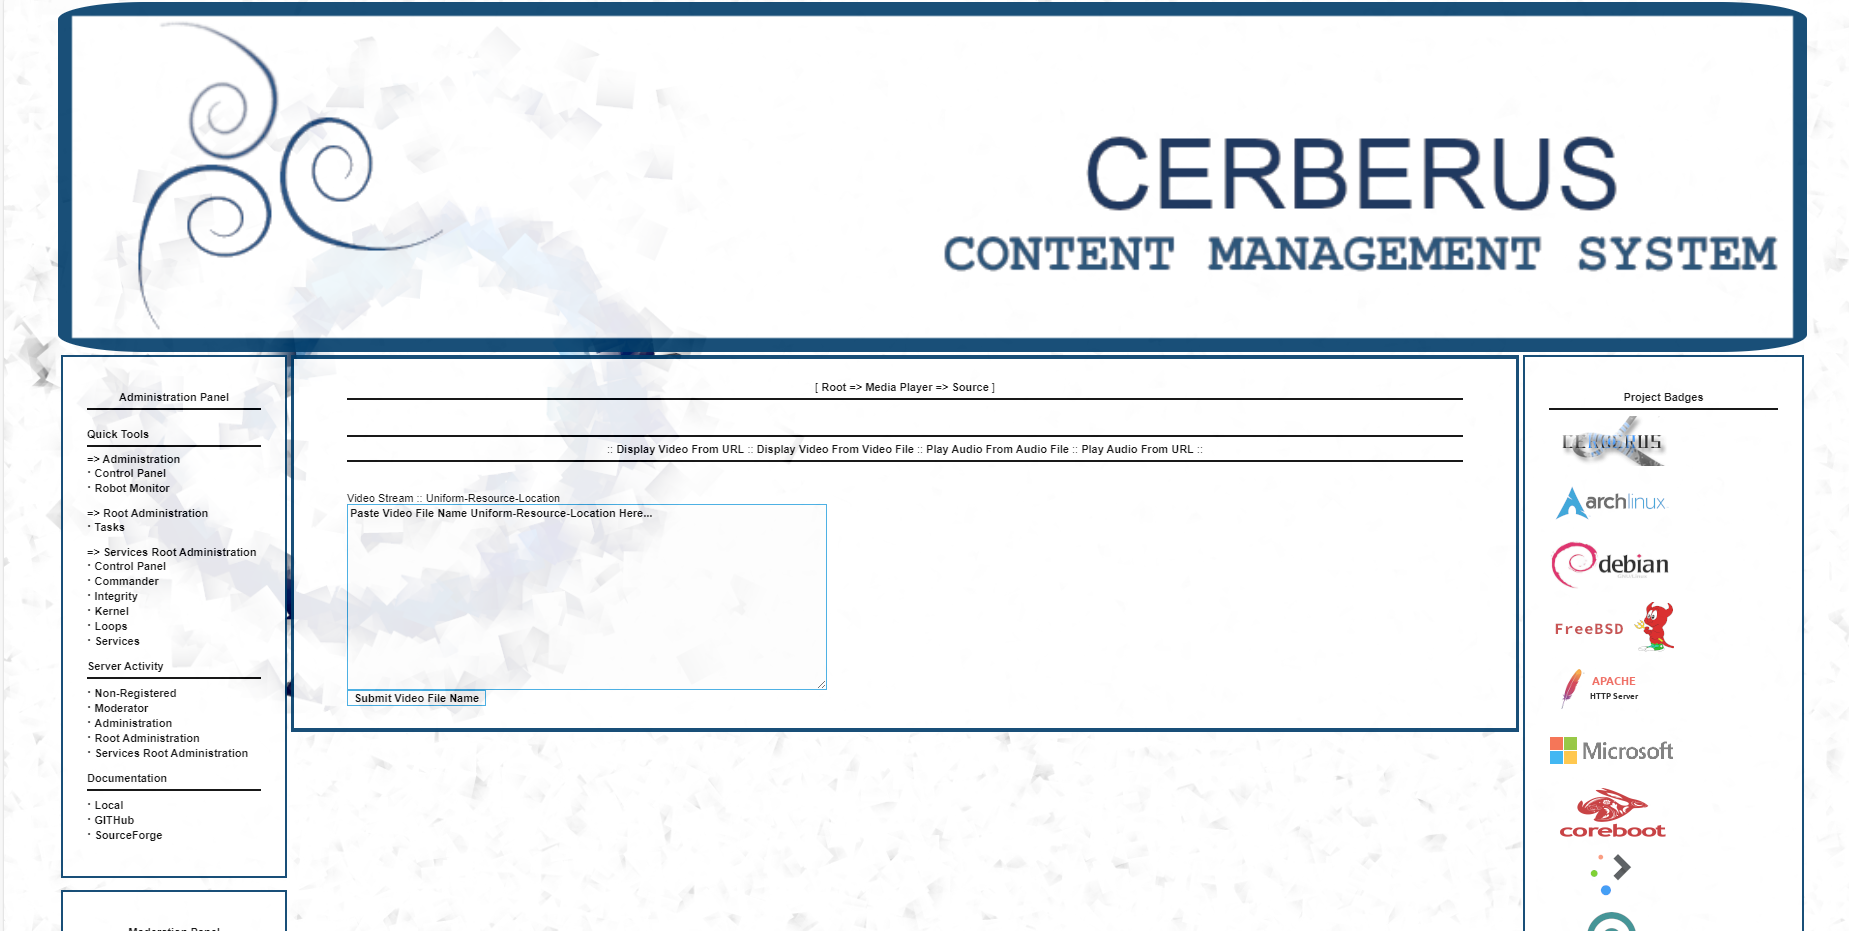 CERBERUS
CONTENT MANAGEMENT SYSTEM
Administration Panel
Quick Tools
=> Administration
· Control Panel
· Robot Monitor
=> Root Administration
· Tasks
=> Services Root Administration
· Control Panel
· Commander
· Integrity
· Kernel
· Loops
· Services
Server Activity
· Non-Registered
· Moderator
· Administration
· Root Administration
· Services Root Administration
Documentation
· Local
· GITHub
· SourceForge
[ Root => Media Player => Source ]
:: Display Video From URL :: Display Video From Video File :: Play Audio From Audio File :: Play Audio From URL ::
Video Stream :: Uniform-Resource-Location
Paste Video File Name Uniform-Resource-Location Here...
Submit Video File Name
Project Badges
CERBERUS
archlinux
debian
FreeBSD
APACHE
HTTP Server
Microsoft
coreboot